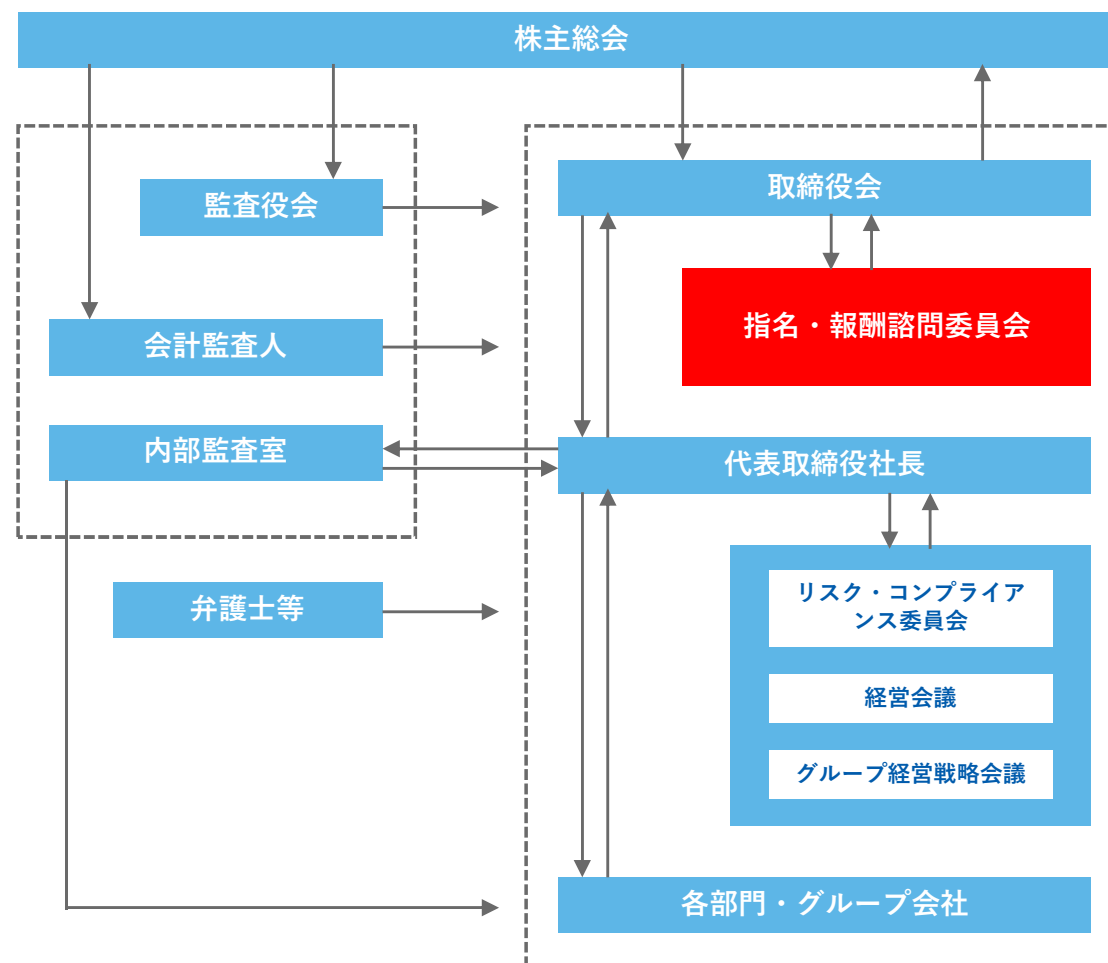 株主総会
監査役会
取締役会
指名・報酬諮問委員会
会計監査人
内部監査室
代表取締役社長
弁護士等
リスク・コンプライア
ンス委員会
経営会議
グループ経営戦略会議
各部門・グループ会社